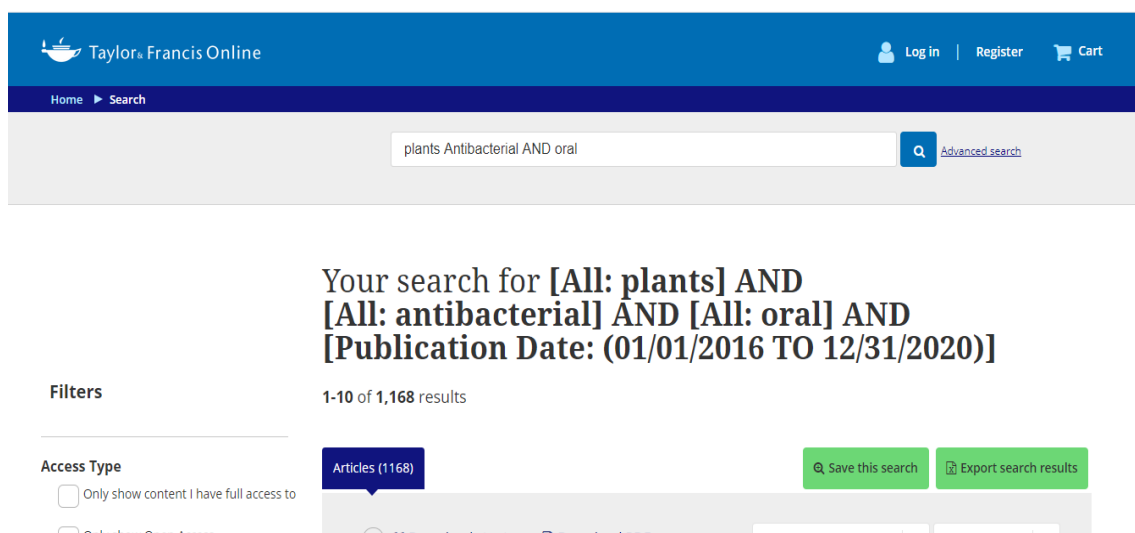 Taylor & Francis Online
Log in | Register Cart
Home ▶ Search
plants Antibacterial AND oral
Advanced search
Your search for [All: plants] AND
[All: antibacterial] AND [All: oral] AND
[Publication Date: (01/01/2016 TO 12/31/2020)]
Filters
1-10 of 1,168 results
Access Type
Articles (1168)
Save this search
Export search results
Only show content I have full access to